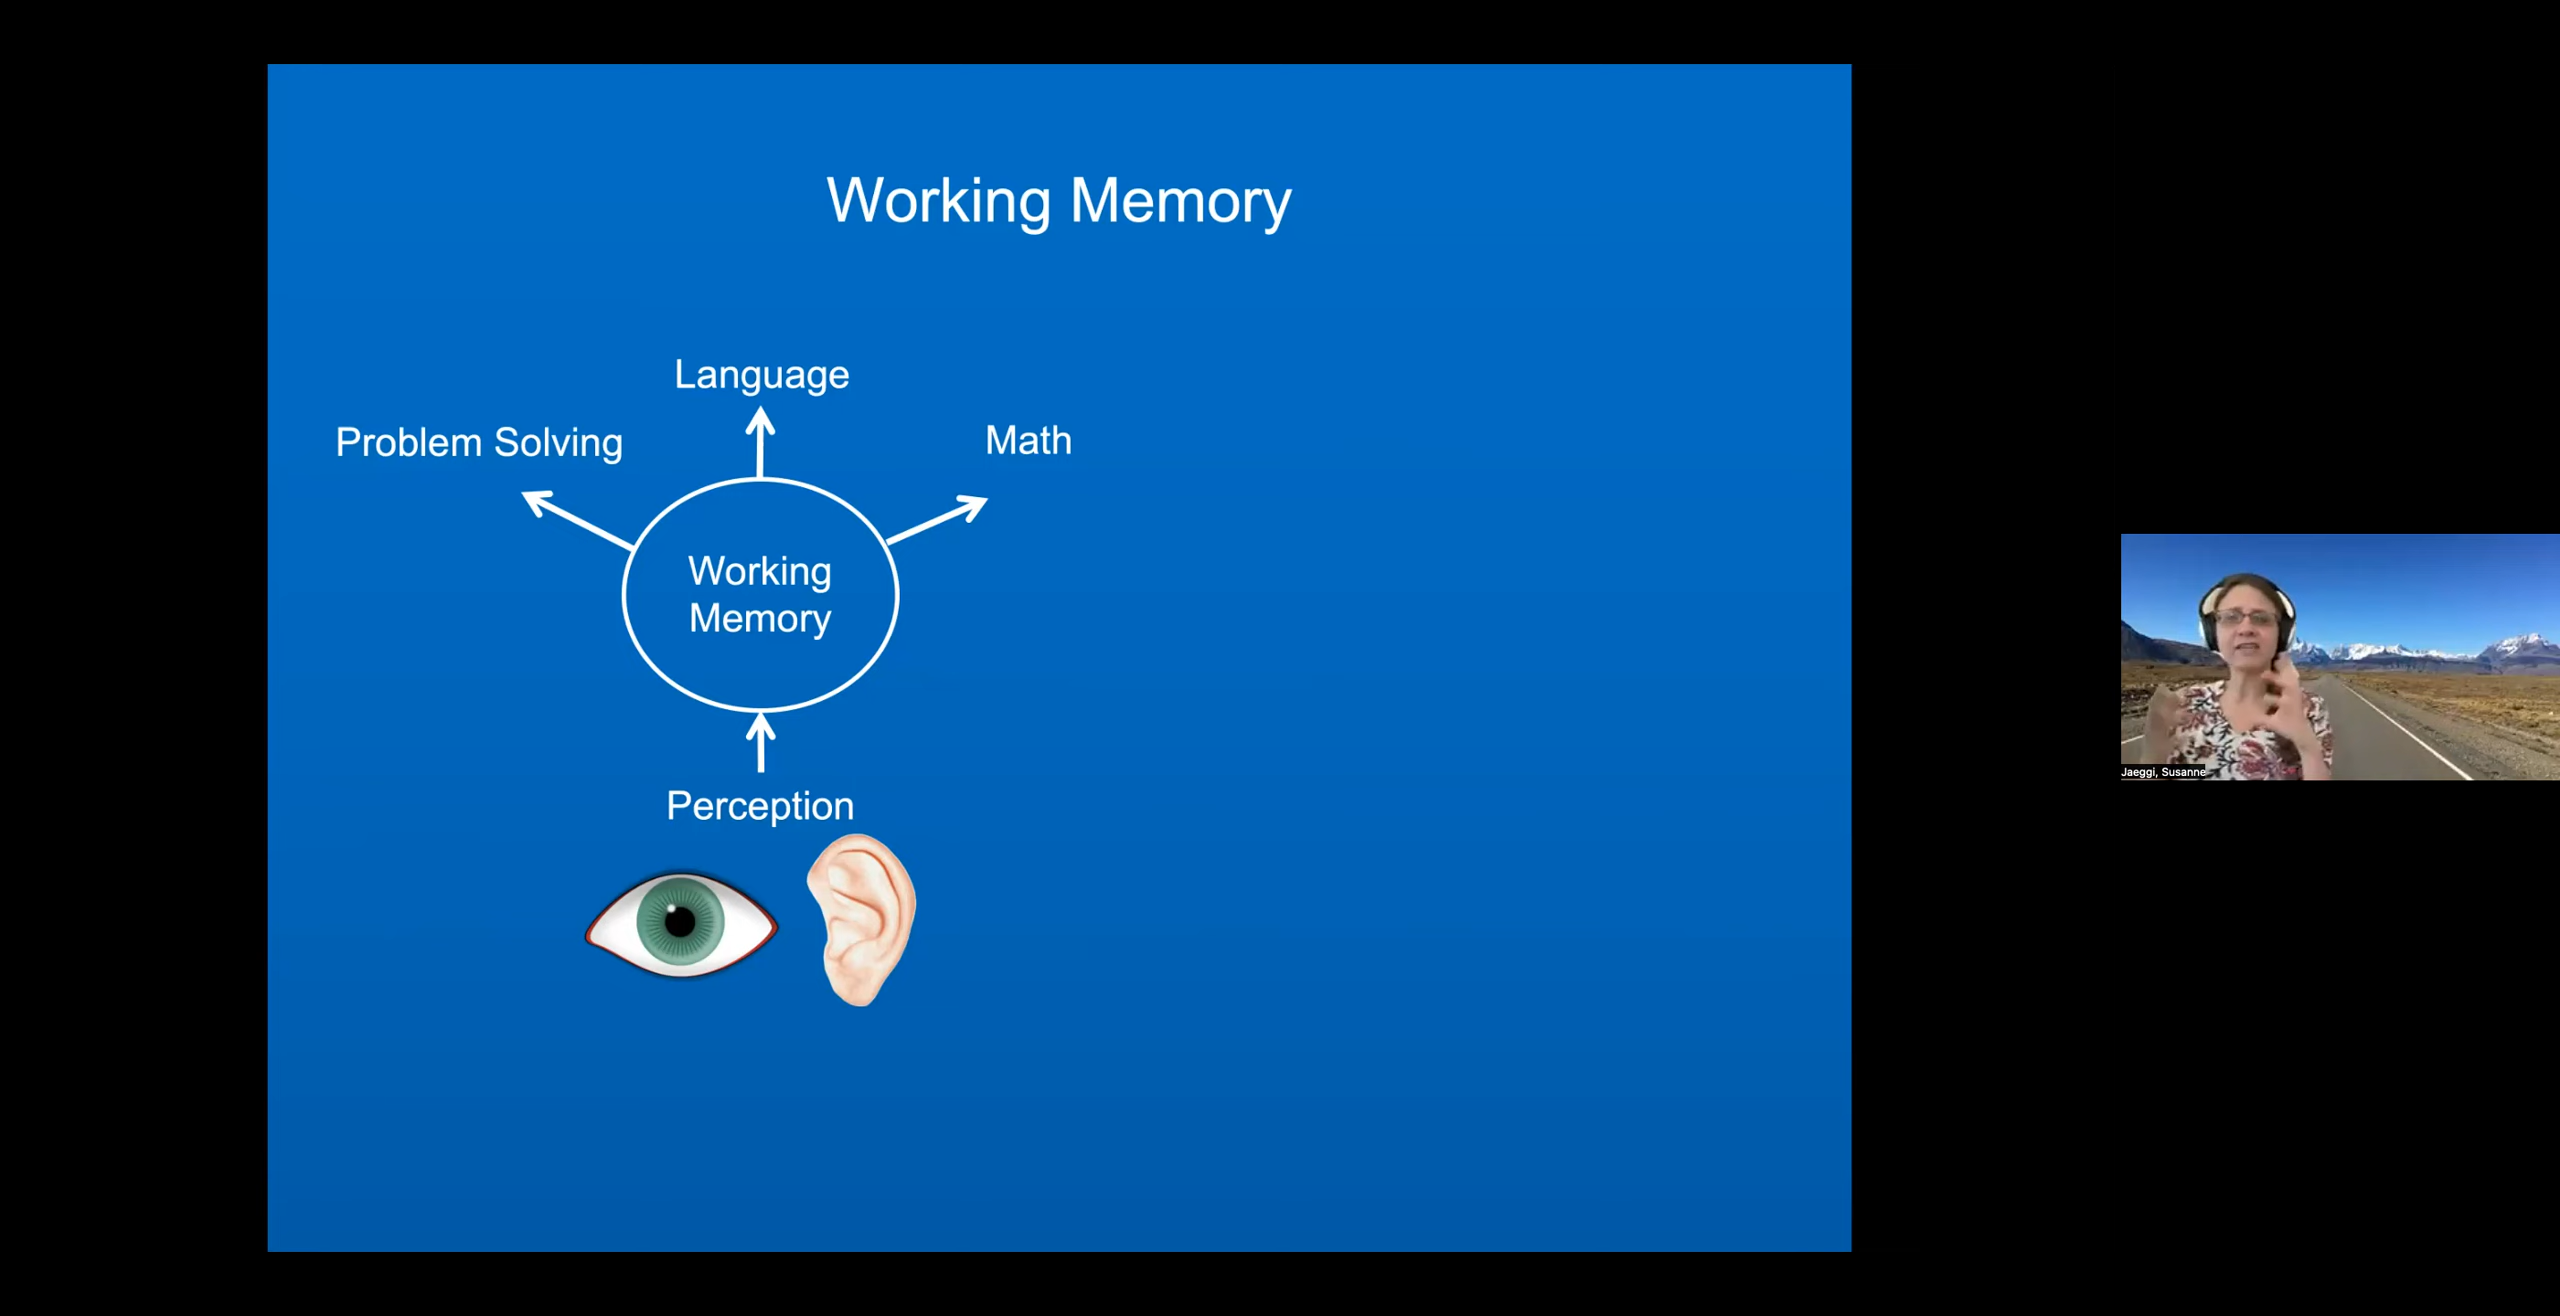 Working Memory
Language
Problem Solving
Math
Working
Memory
Perception
Jaeggi, Susanne